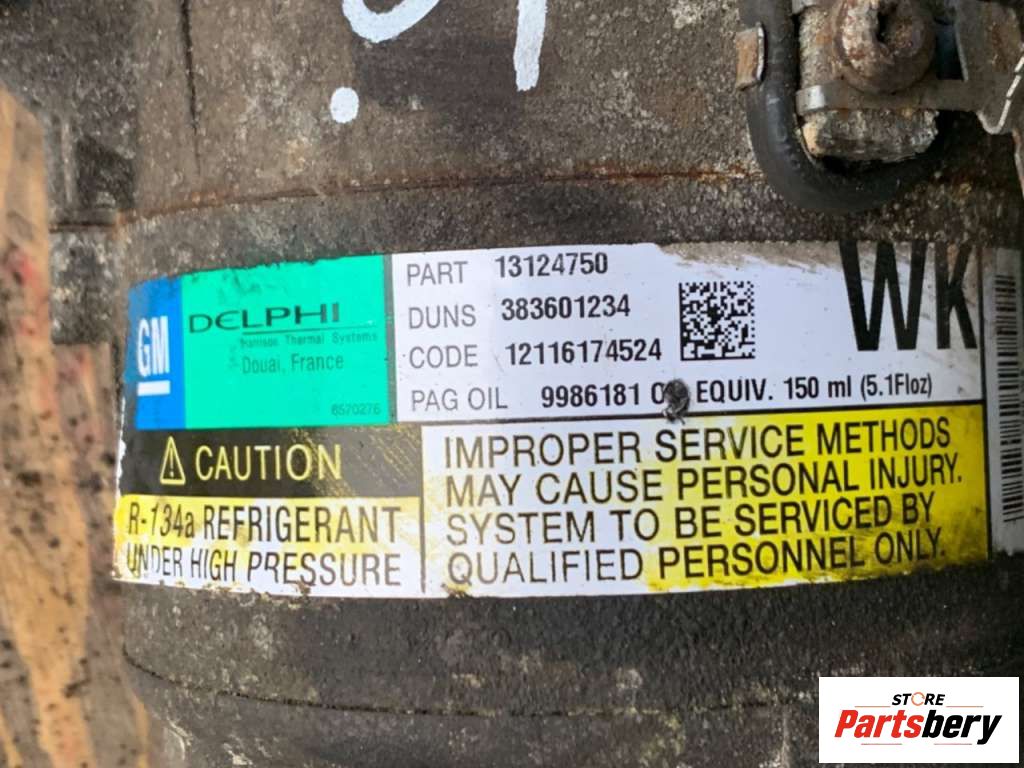 GM
DELPHI
Harrison Thermal Systems
Douai, France
8570276
PART 13124750
DUNS 383601234
CODE 12116174524
PAG OIL 9986181 EQUIV. 150 ml (5.1Floz)
WK
CAUTION
R-134a REFRIGERANT
UNDER HIGH PRESSURE
IMPROPER SERVICE METHODS
MAY CAUSE PERSONAL INJURY.
SYSTEM TO BE SERVICED BY
QUALIFIED PERSONNEL ONLY.
STORE
Partsbery